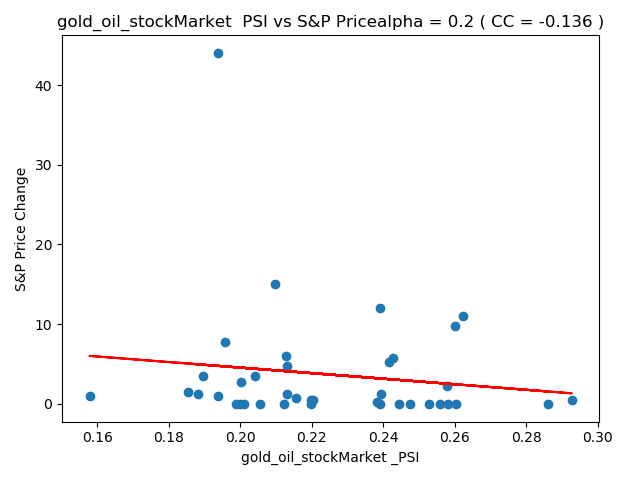 gold_oil_stockMarket  PSI vs S&P Pricealpha = 0.2 ( CC = -0.136 )
40
30
20
10
0
S&P Price Change
0.16 0.18 0.20 0.22 0.24 0.26 0.28 0.30
gold_oil_stockMarket _PSI